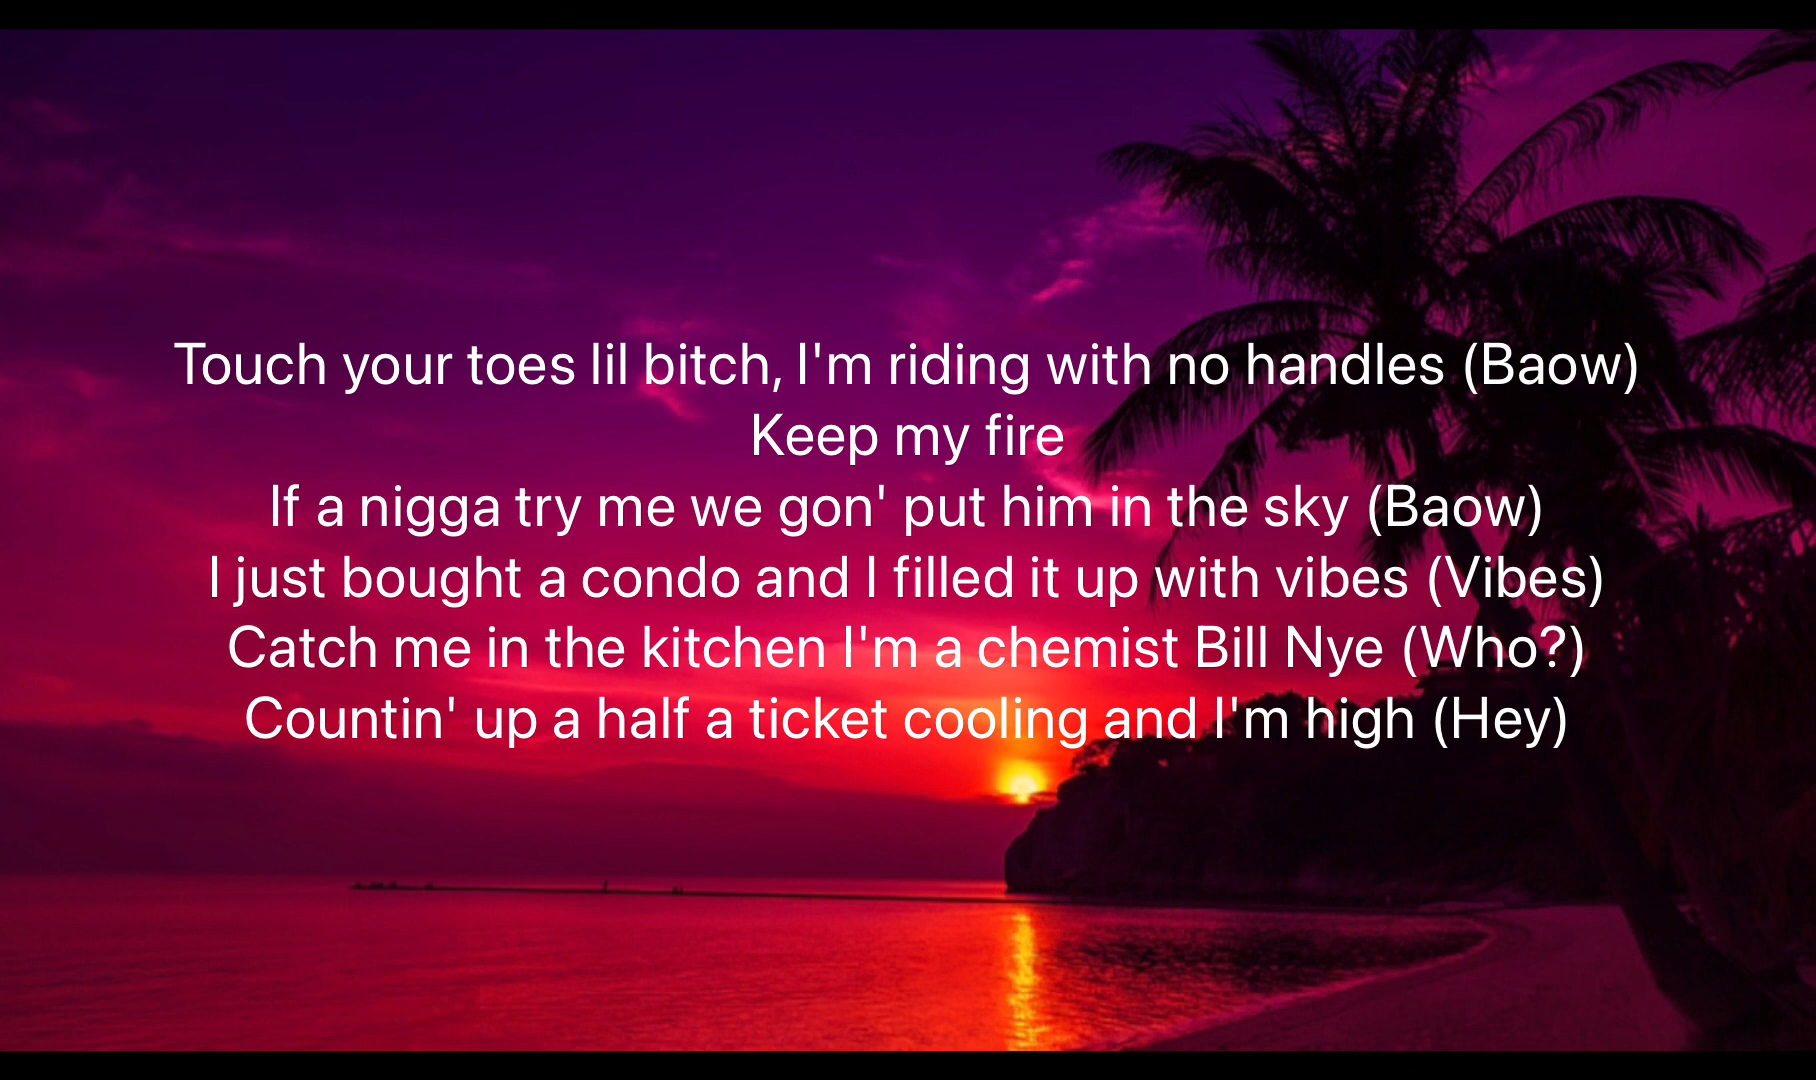 Touch your toes lil bitch, I'm riding with no handles (Baow)
Keep my fire
If a nigga try me we gon' put him in the sky (Baow)
I just bought a condo and I filled it up with vibes (Vibes)
Catch me in the kitchen I'm a chemist Bill Nye (Who?)
Countin' up a half a ticket cooling and I'm high (Hey)